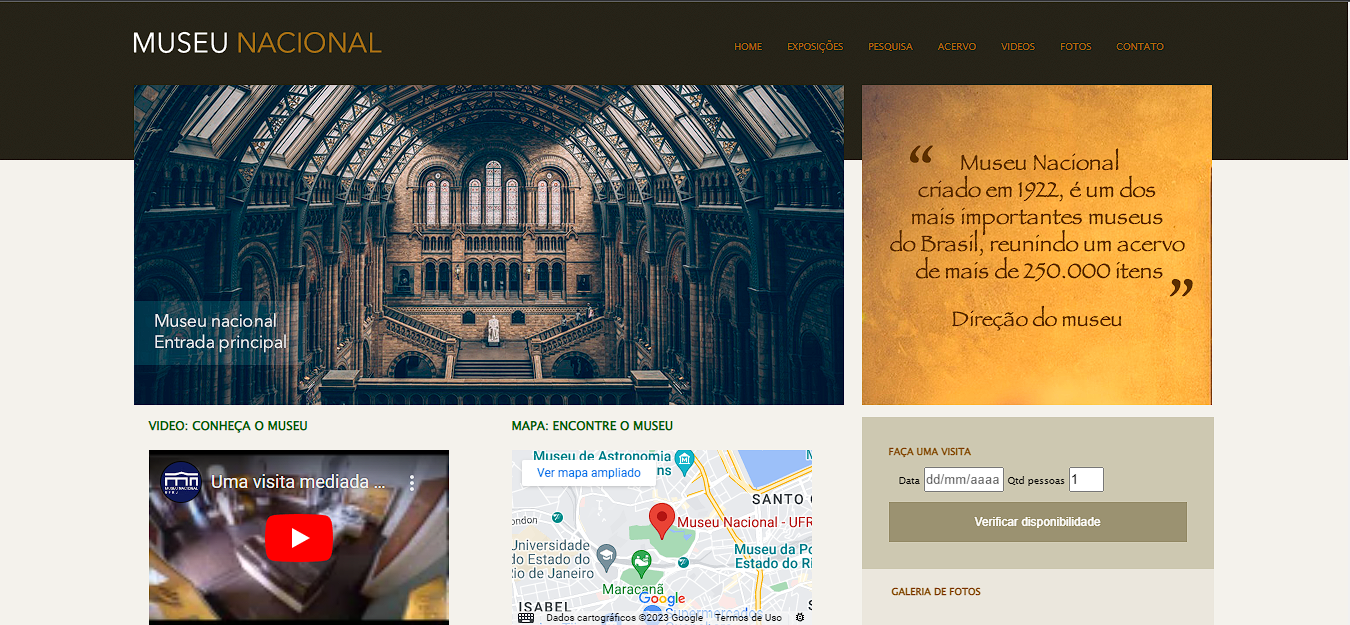 MUSEU NACIONAL
HOME EXPOSIÇÕES PESQUISA ACERVO VIDEOS FOTOS CONTATO
Museu nacional
Entrada principal
“ Museu Nacional
criado em 1922, é um dos
mais importantes museus
do Brasil, reunindo um acervo
de mais de 250.000 itens ”
Direção do museu
VIDEO: CONHEÇA O MUSEU
MUSEU NACIONAL
UFRJ
Uma visita mediada ...
MAPA: ENCONTRE O MUSEU
Museu de Astronomia
ns
Ver mapa ampliado
SANTO
ondon
Museu Nacional - UFR
Universidade
do Estado do
Rio de Janeiro
Museu da Po
Estado do Ri
Maracanã
Google
ISABEL
Supermercados
Dados cartográficos ©2023 Google Termos de Uso
FAÇA UMA VISITA
Data dd/mm/aaaa Qtd pessoas 1
Verificar disponibilidade
GALERIA DE FOTOS